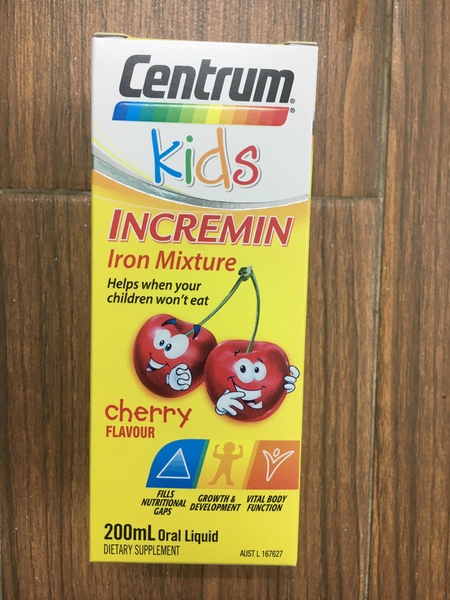 Centrum®
kids
INCREMIN
Iron Mixture
Helps when your
children won't eat
cherry
FLAVOUR
FILLS
NUTRITIONAL
GAPS
GROWTH &
DEVELOPMENT
VITAL BODY
FUNCTION
200mL Oral Liquid
DIETARY SUPPLEMENT
AUST L 167627